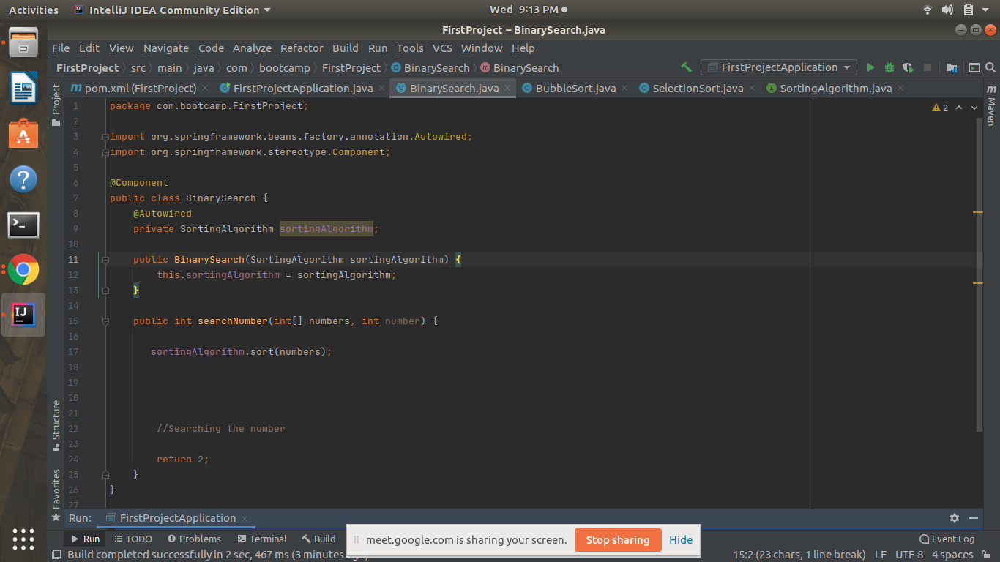 Activities IntelliJ IDEA Community Edition Wed 9:13 PM
FirstProject – BinarySearch.java
File Edit View Navigate Code Analyze Refactor Build Run Tools VCS Window Help
FirstProject src main java com bootcamp FirstProject BinarySearch BinarySearch FirstProjectApplication
pom.xml (FirstProject) FirstProjectApplication.java BinarySearch.java BubbleSort.java SelectionSort.java SortingAlgorithm.java
Project
Structure
Favorites
Maven
2
1 package com.bootcamp.FirstProject;
2
3 import org.springframework.beans.factory.annotation.Autowired;
4 import org.springframework.stereotype.Component;
5
6 @Component
7 public class BinarySearch {
8 @Autowired
9 private SortingAlgorithm sortingAlgorithm;
10
11 public BinarySearch(SortingAlgorithm sortingAlgorithm) {
12 this.sortingAlgorithm = sortingAlgorithm;
13 }
14
15 public int searchNumber(int[] numbers, int number) {
16
17 sortingAlgorithm.sort(numbers);
18
19
20
21
22 //Searching the number
23
24 return 2;
25 }
26 }
27
Run: FirstProjectApplication
Run TODO Problems Terminal Build Event Log
meet.google.com is sharing your screen. Stop sharing Hide
Build completed successfully in 2 sec, 467 ms (3 minutes 15:2 (23 chars, 1 line break) LF UTF-8 4 spaces